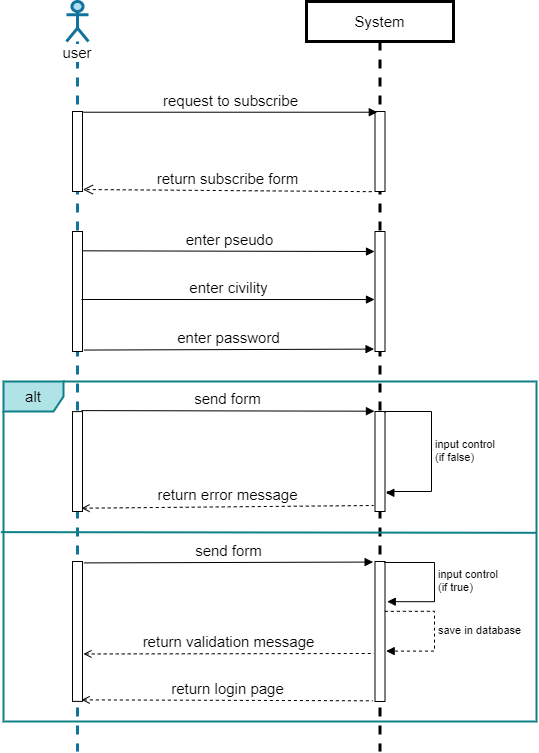 System
user
request to subscribe
return subscribe form
enter pseudo
enter civility
enter password
alt
send form
input control
(if false)
return error message
send form
input control
(if true)
save in database
return validation message
return login page